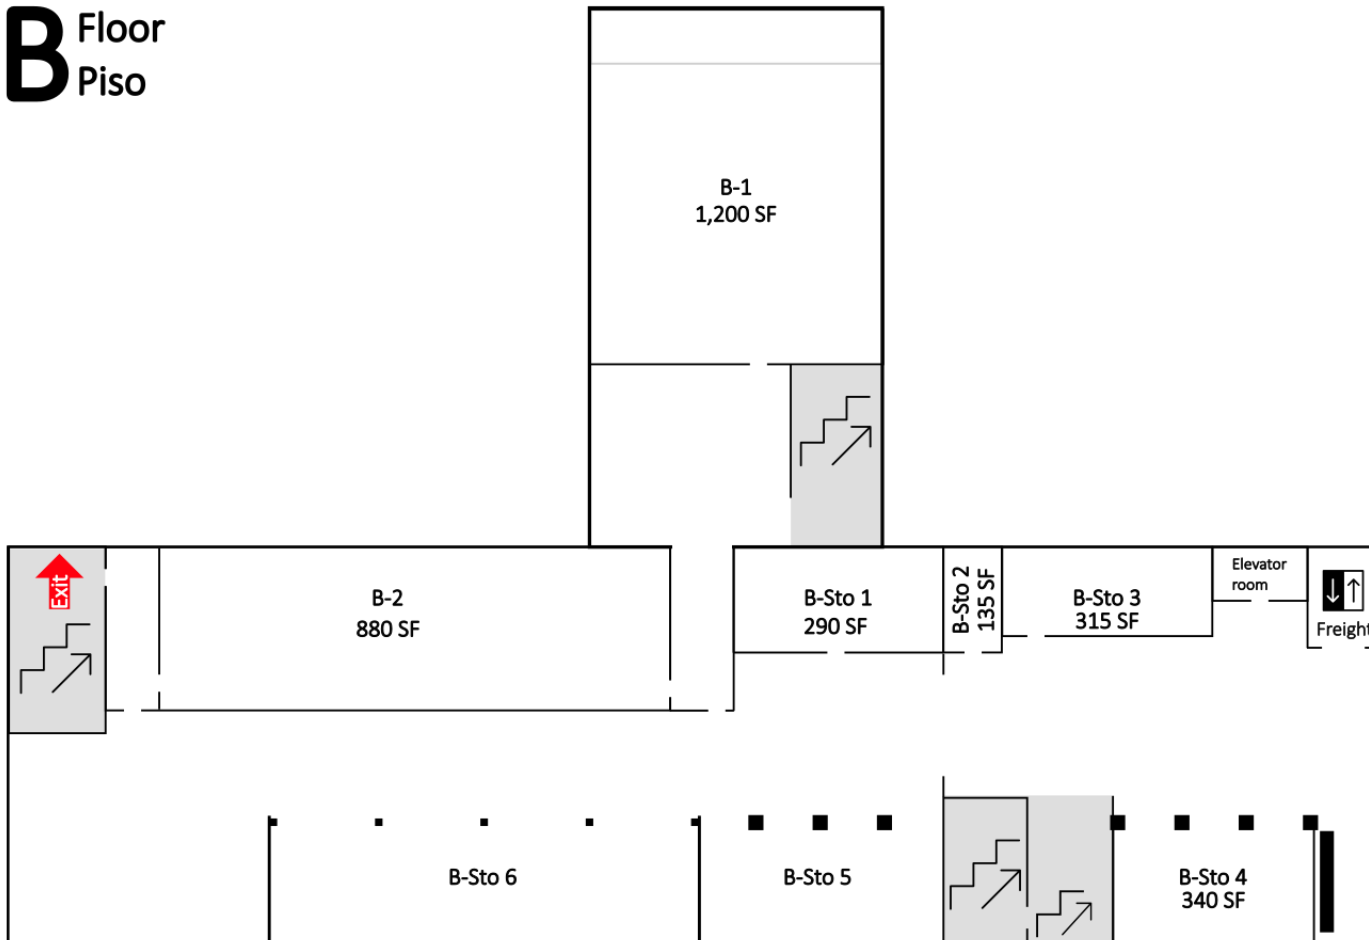 B Floor
Piso
B-1
1,200 SF
Exit
B-2
880 SF
B-Sto 1
290 SF
B-Sto 2
135 SF
B-Sto 3
315 SF
Elevator
room
Freight
B-Sto 6
B-Sto 5
B-Sto 4
340 SF